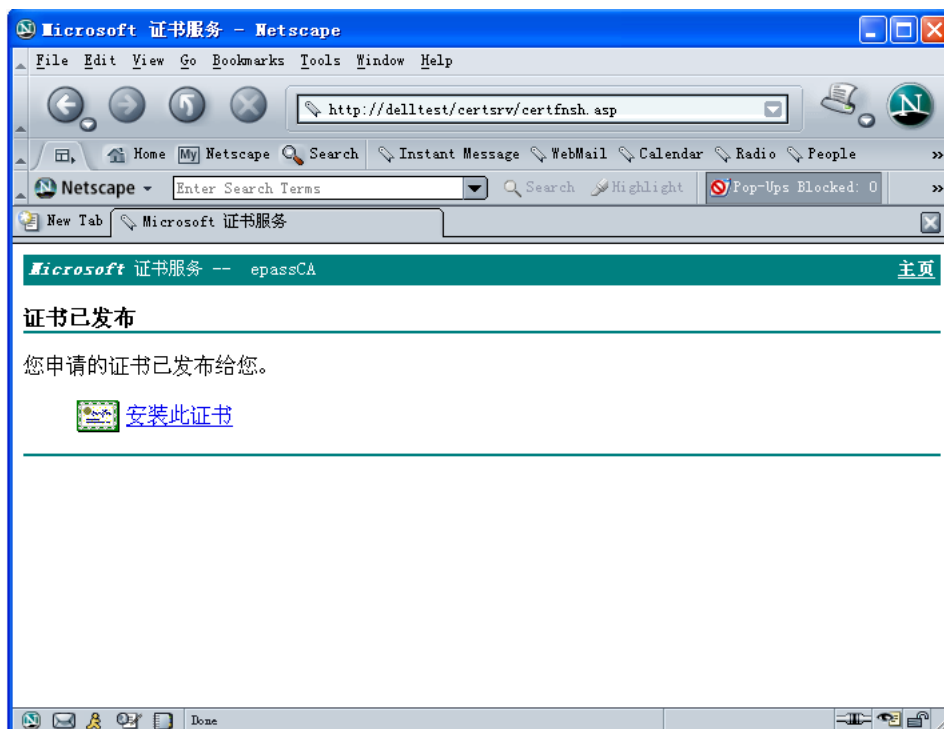 Microsoft 证书服务 - Netscape
File Edit View Go Bookmarks Tools Window Help
http://delltest/certsrv/certfnsh.asp
N
Home My Netscape Search Instant Message WebMail Calendar Radio People »
N Netscape Enter Search Terms Search Highlight Pop-Ups Blocked: 0 »
New Tab Microsoft 证书服务
Microsoft 证书服务 -- epassCA 主页
证书已发布
您申请的证书已发布给您。
安装此证书
Done